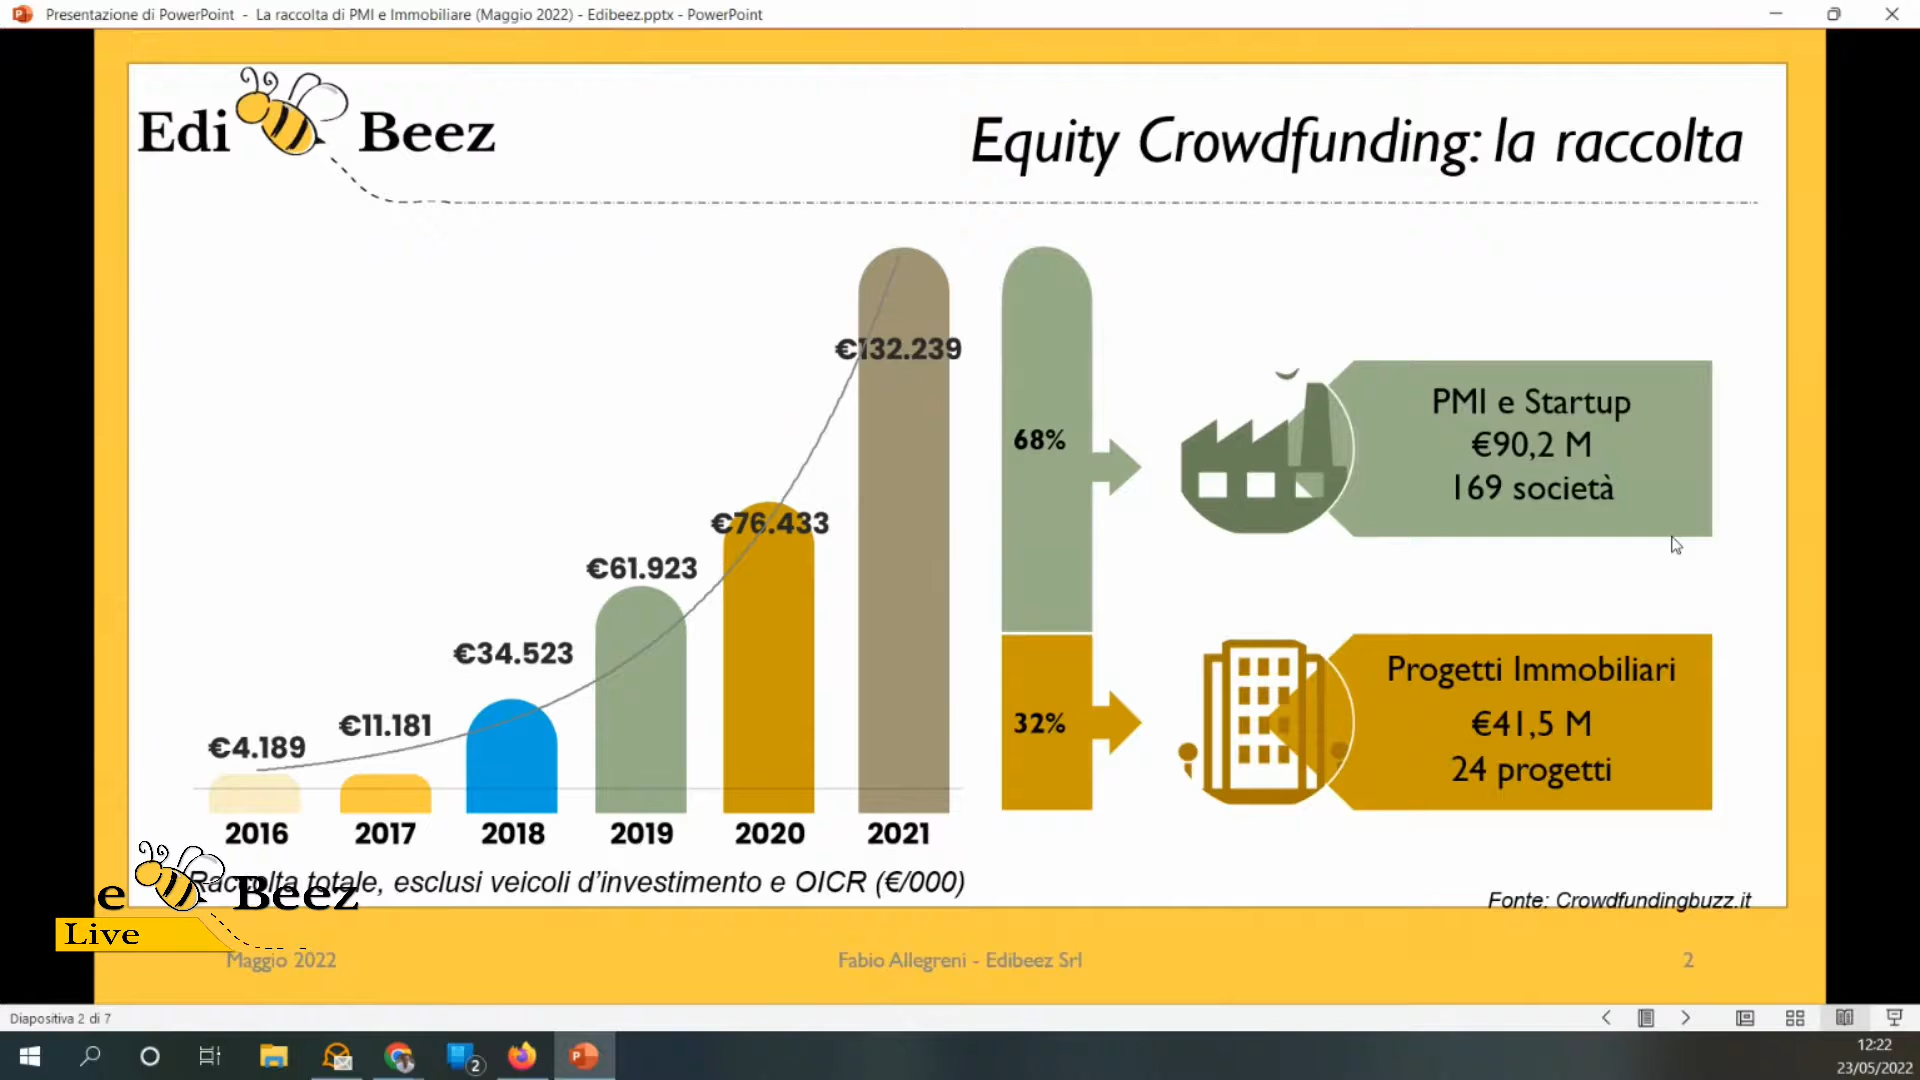 Presentazione di PowerPoint - La raccolta di PMI e Immobiliare (Maggio 2022) - Edibeez.pptx - PowerPoint
Edi Beez
Equity Crowdfunding: la raccolta
€132.239
€76.433
€61.923
€34.523
€11.181
€4.189
2016 2017 2018 2019 2020 2021
68%
32%
PMI e Startup
€90,2 M
169 società
Progetti Immobiliari
€41,5 M
24 progetti
Raccolta totale, esclusi veicoli d'investimento e OICR (€/000)
Fonte: Crowdfundingbuzz.it
Be Beez
Live
Maggio 2022
Fabio Allegreni - Edibeez Srl
2
Diapositiva 2 di 7
2
12:22
23/05/2022